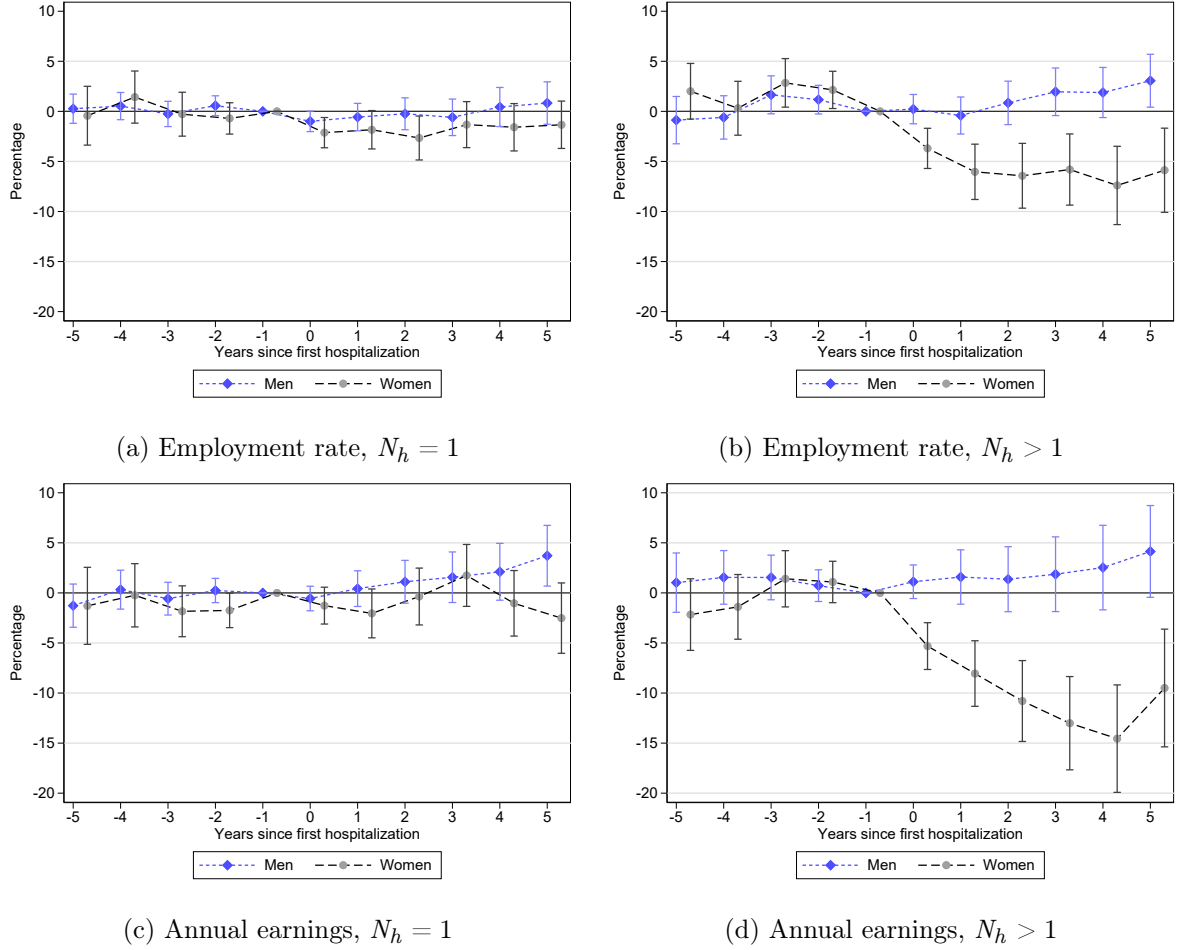 10
5
0
-5
-10
-15
-20
Percentage
-5 -4 -3 -2 -1 0 1 2 3 4 5
Years since first hospitalization
Men Women
(a) Employment rate, N_h = 1
10
5
0
-5
-10
-15
-20
Percentage
-5 -4 -3 -2 -1 0 1 2 3 4 5
Years since first hospitalization
Men Women
(b) Employment rate, N_h > 1
10
5
0
-5
-10
-15
-20
Percentage
-5 -4 -3 -2 -1 0 1 2 3 4 5
Years since first hospitalization
Men Women
(c) Annual earnings, N_h = 1
10
5
0
-5
-10
-15
-20
Percentage
-5 -4 -3 -2 -1 0 1 2 3 4 5
Years since first hospitalization
Men Women
(d) Annual earnings, N_h > 1